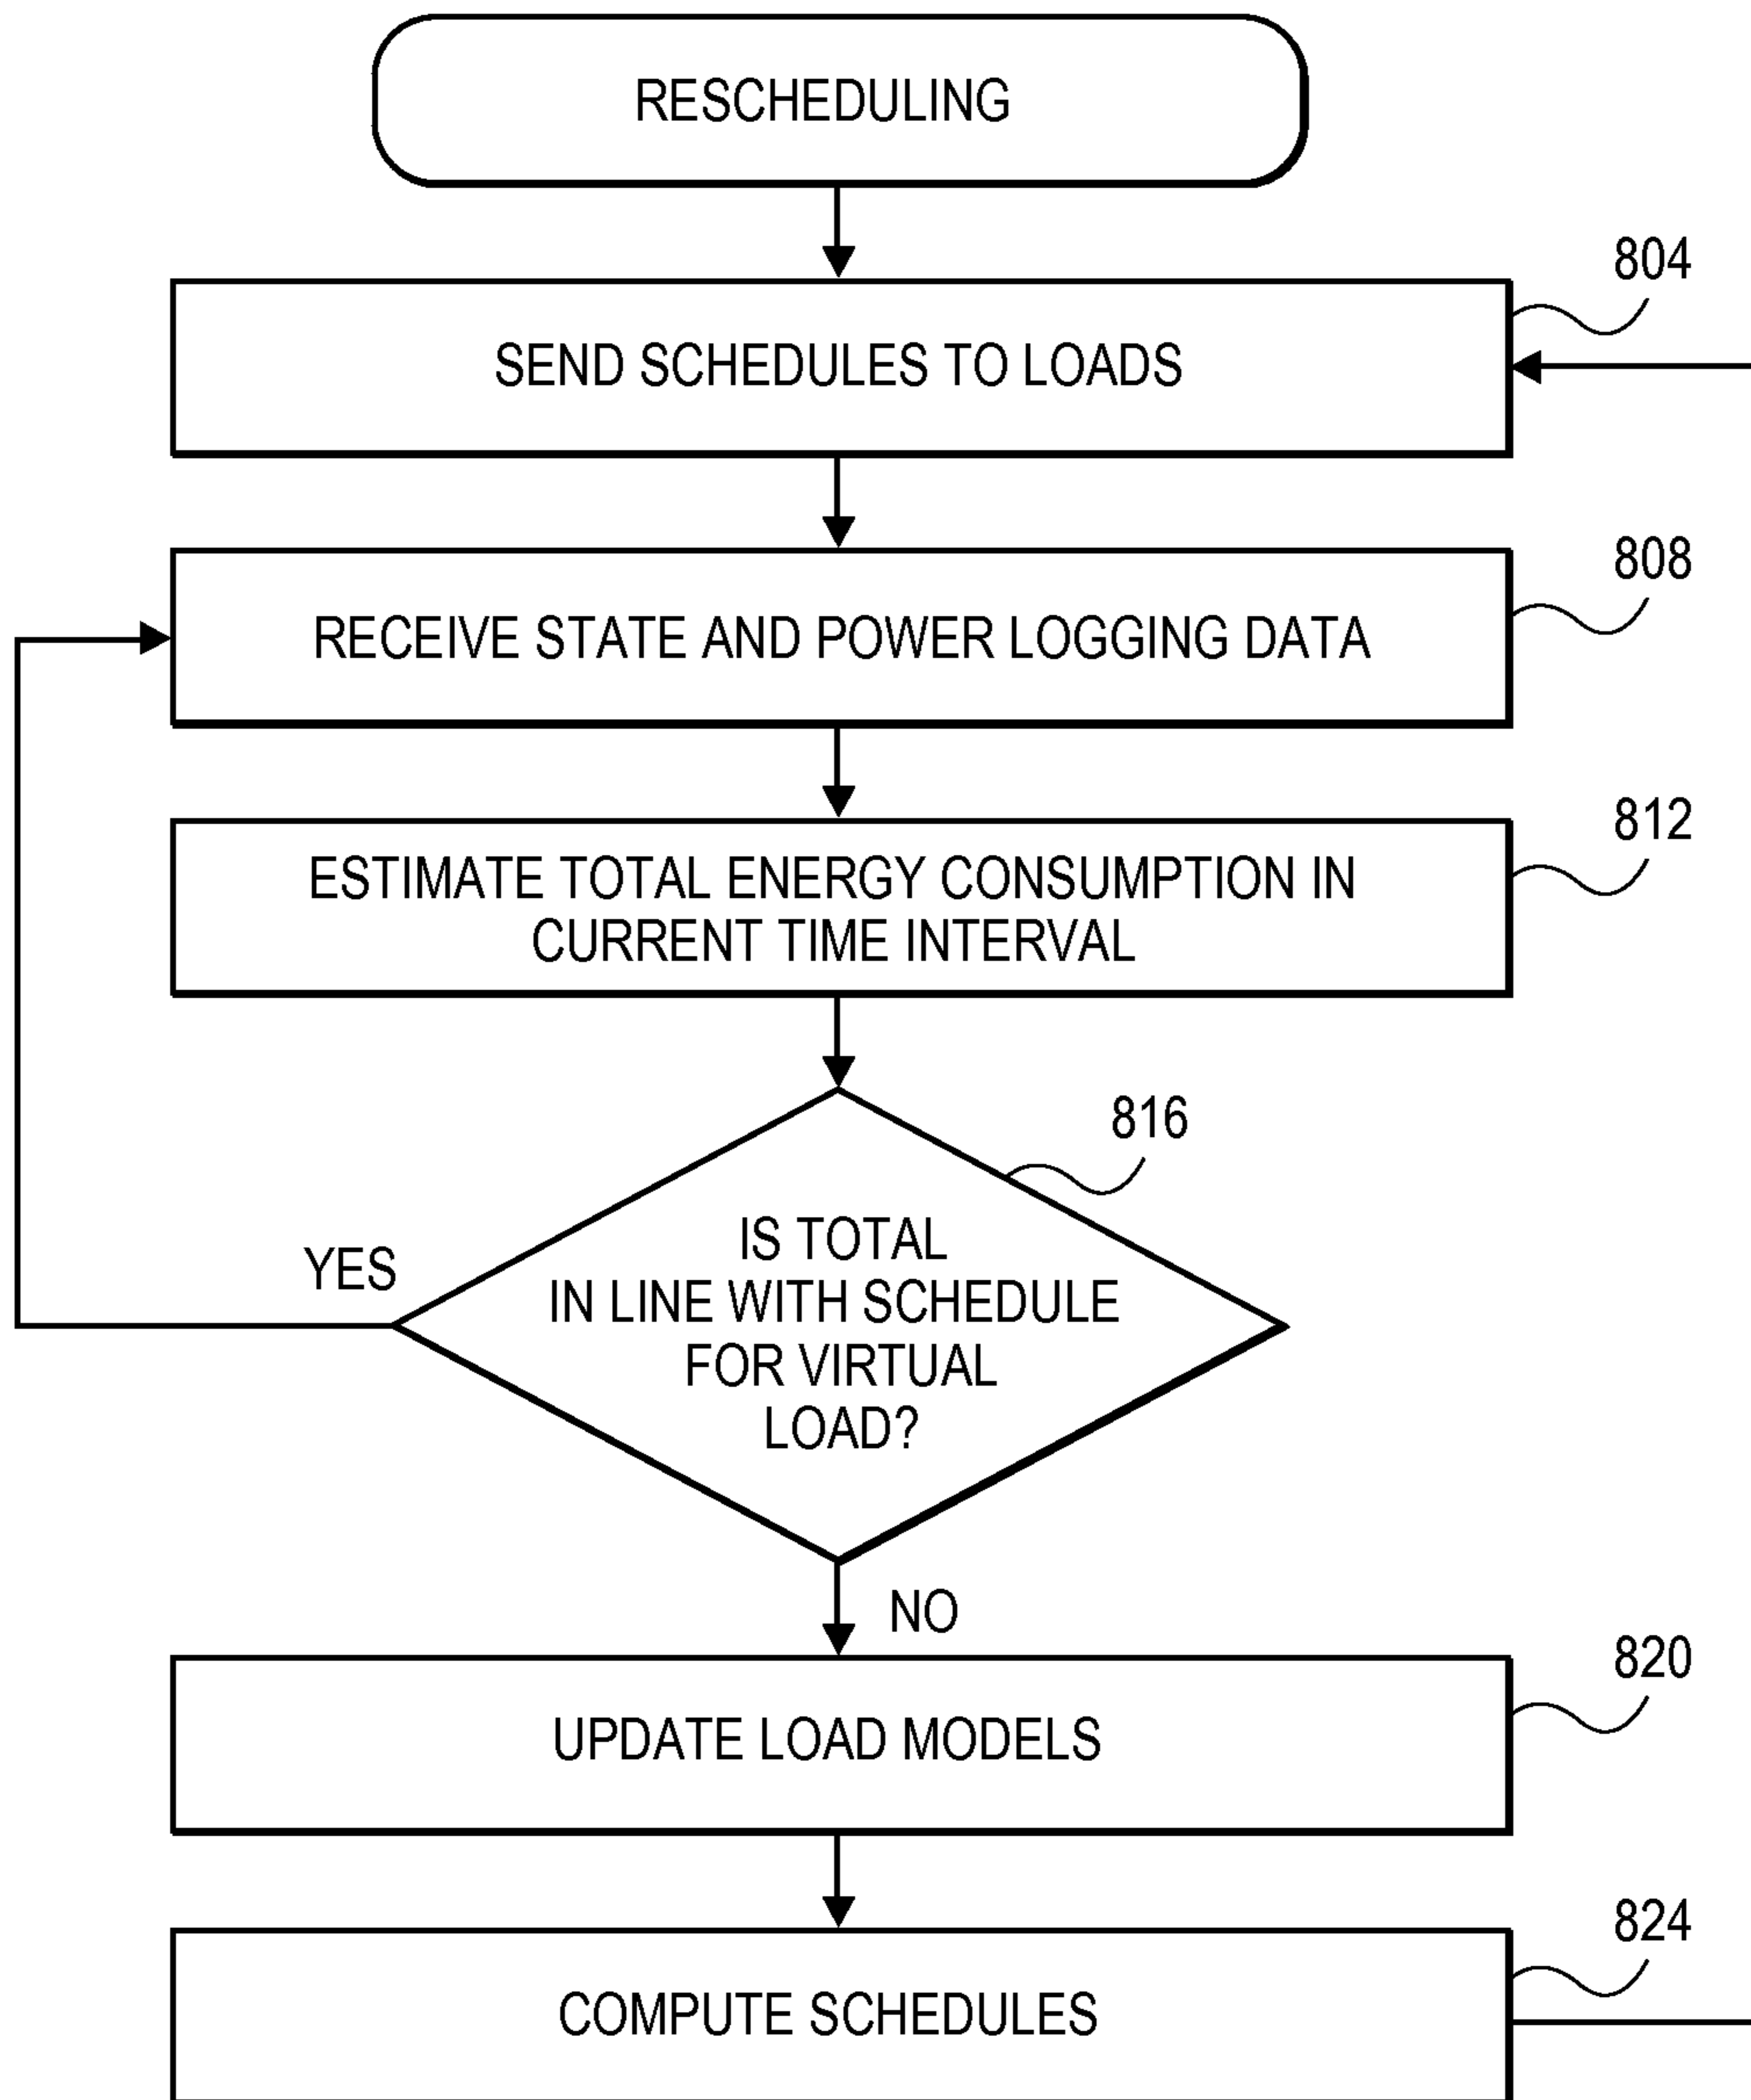 RESCHEDULING
804
SEND SCHEDULES TO LOADS
808
RECEIVE STATE AND POWER LOGGING DATA
812
ESTIMATE TOTAL ENERGY CONSUMPTION IN
CURRENT TIME INTERVAL
816
IS TOTAL
IN LINE WITH SCHEDULE
FOR VIRTUAL
LOAD?
YES
NO
820
UPDATE LOAD MODELS
824
COMPUTE SCHEDULES